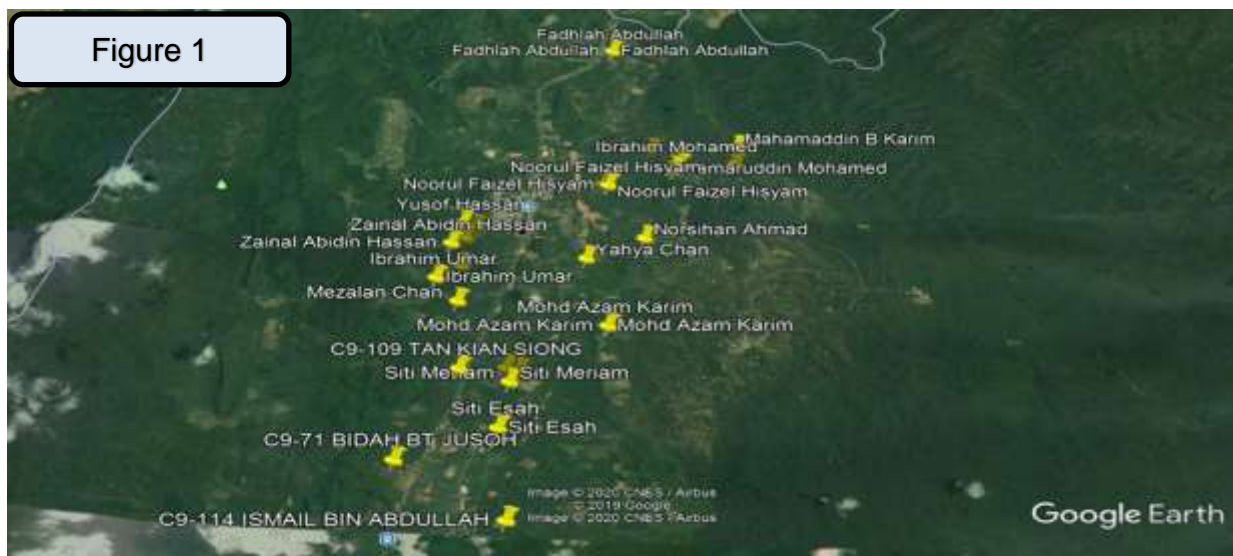 Figure 1
Fadhlah Abdullah
Fadhlah Abdullah Fadhlah Abdullah
Mahamaddin B Karim
Ibrahim Mohamed
Noorul Faizel Hisyam maruddin Mohamed
Noorul Faizel Hisyam
Noorul Faizel Hisyam
Yusof Hassan
Zainal Abidin Hassan
Norsihan Ahmad
Zainal Abidin Hassan
Yahya Chan
Ibrahim Umar
Ibrahim Umar
Mezalan Chan
Mohd Azam Karim
Mohd Azam Karim Mohd Azam Karim
C9-109 TAN KIAN SIONG
Siti Meriam Siti Meriam
Siti Esah
Siti Esah
C9-71 BIDAH BT JUSOH
Image © 2020 CNES / Airbus
© 2019 Google
C9-114 ISMAIL BIN ABDULLAH
Image © 2020 CNES / Airbus
Google Earth